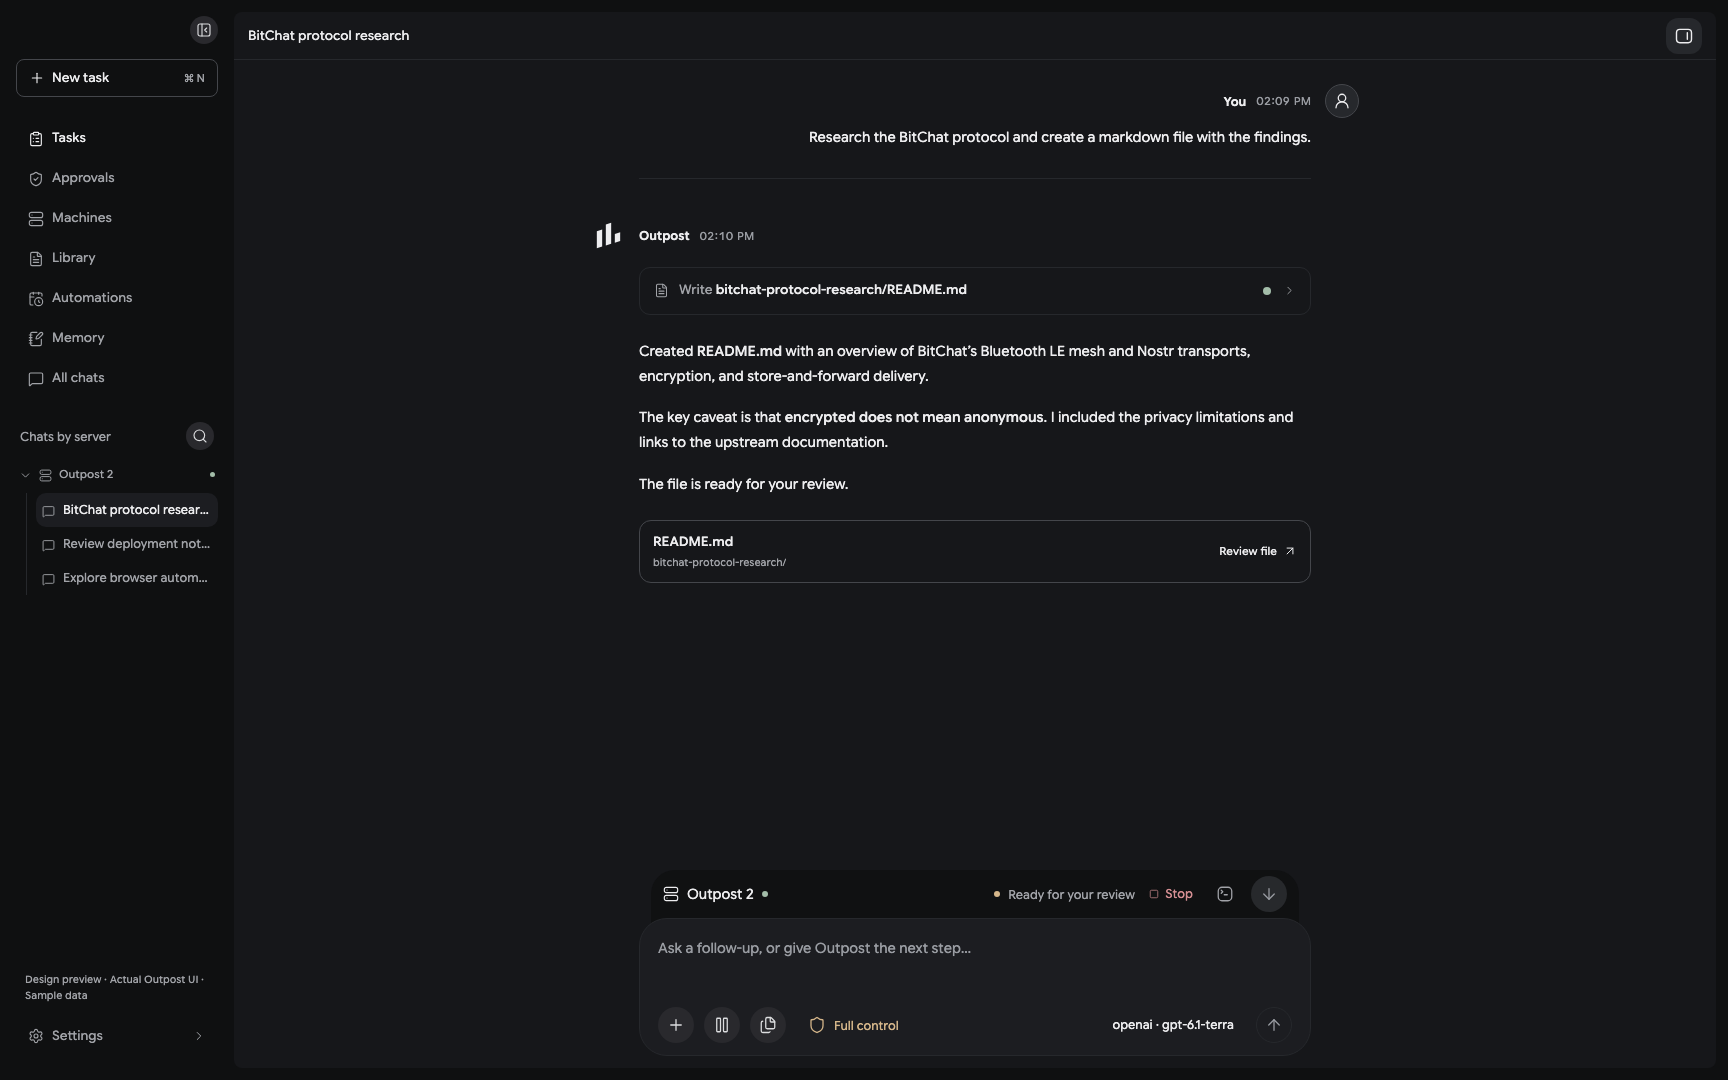 BitChat protocol research
New task
⌘ N
Tasks
Approvals
Machines
Library
Automations
Memory
All chats
Chats by server
Outpost 2
BitChat protocol resear...
Review deployment not...
Explore browser autom...
Design preview · Actual Outpost UI ·
Sample data
Settings
You 02:09 PM
Research the BitChat protocol and create a markdown file with the findings.
Outpost 02:10 PM
Write bitchat-protocol-research/README.md
Created README.md with an overview of BitChat’s Bluetooth LE mesh and Nostr transports,
encryption, and store-and-forward delivery.
The key caveat is that encrypted does not mean anonymous. I included the privacy limitations and
links to the upstream documentation.
The file is ready for your review.
README.md
bitchat-protocol-research/
Review file
Outpost 2
Ready for your review
Stop
Ask a follow-up, or give Outpost the next step...
Full control
openai · gpt-6.1-terra